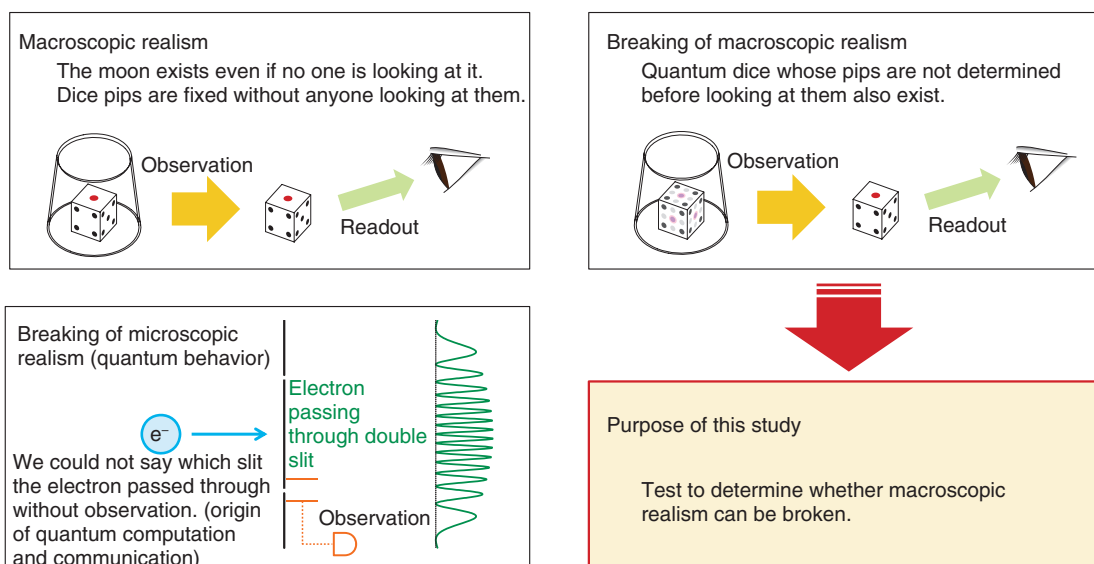 Macroscopic realism
The moon exists even if no one is looking at it.
Dice pips are fixed without anyone looking at them.
Observation
Readout
Breaking of macroscopic realism
Quantum dice whose pips are not determined
before looking at them also exist.
Observation
Readout
Breaking of microscopic
realism (quantum behavior)
Electron
passing
through double
slit
e⁻
We could not say which slit
the electron passed through
without observation. (origin
of quantum computation
and communication)
Observation
Purpose of this study
Test to determine whether macroscopic
realism can be broken.